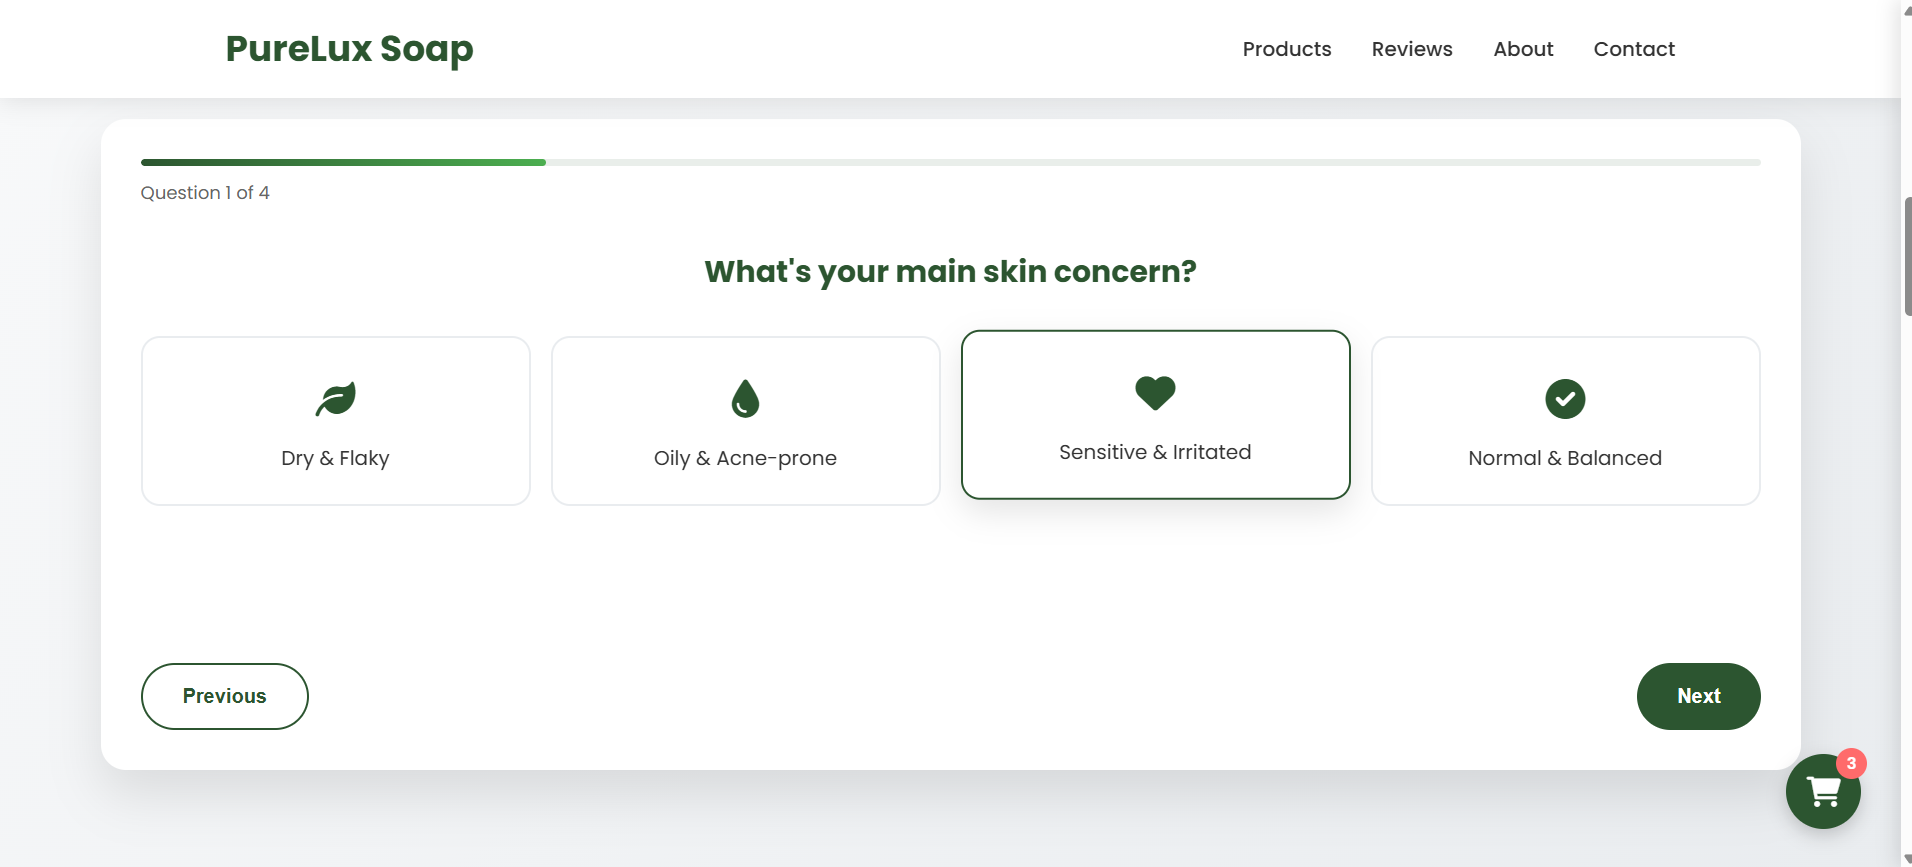 PureLux Soap
Products Reviews About Contact
Question 1 of 4
What's your main skin concern?
Dry & Flaky
Oily & Acne-prone
Sensitive & Irritated
Normal & Balanced
Previous
Next
3